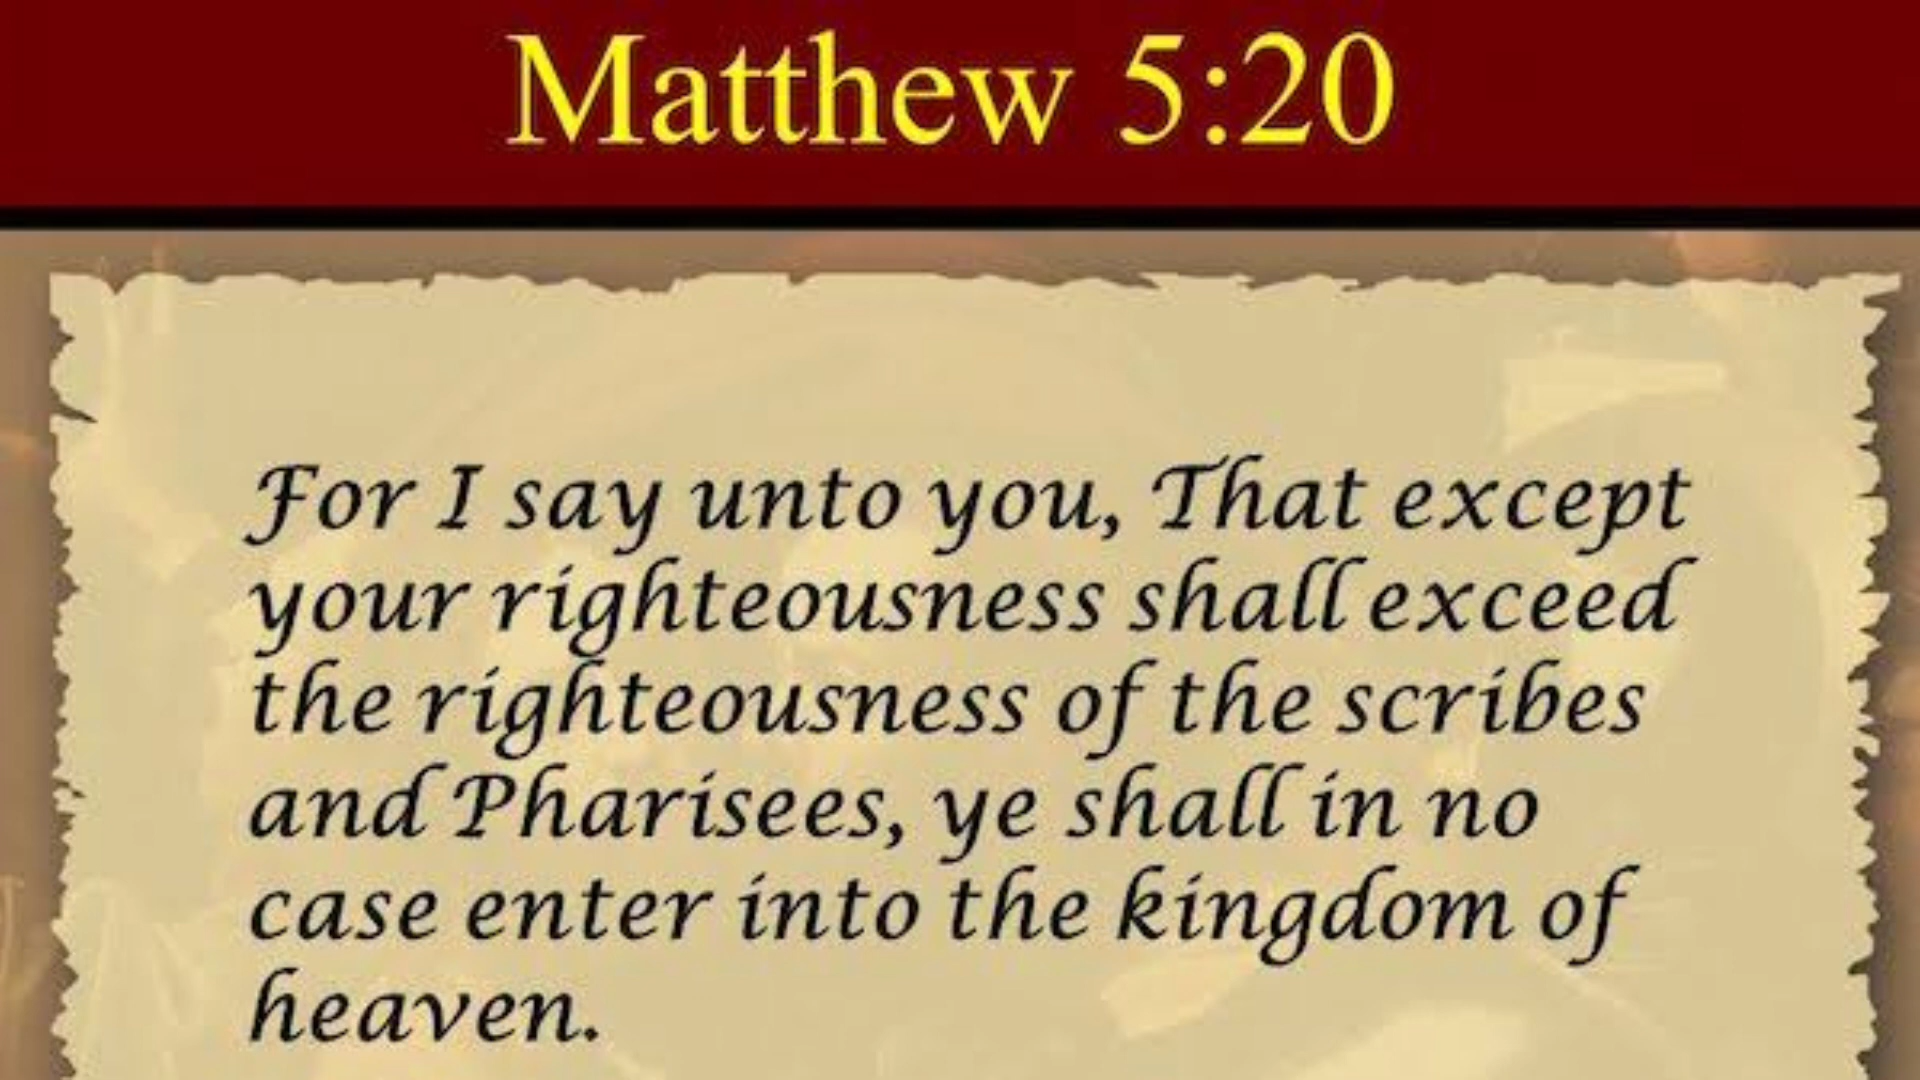 Matthew 5:20
For I say unto you, That except
your righteousness shall exceed
the righteousness of the scribes
and Pharisees, ye shall in no
case enter into the kingdom of
heaven.